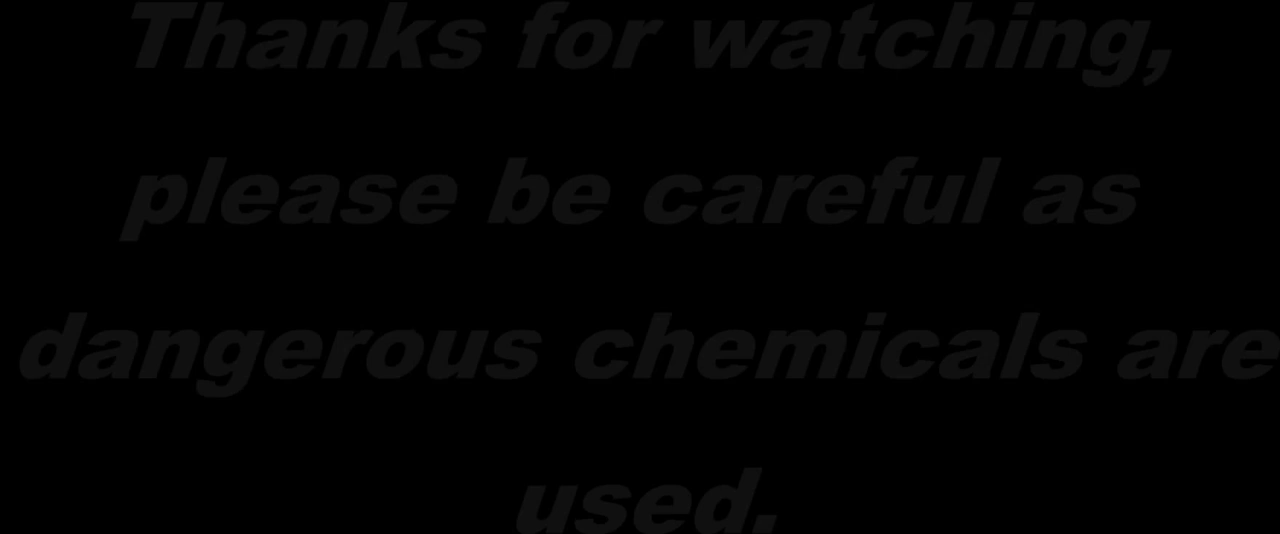 Thanks for watching,
please be careful as
dangerous chemicals are
used.